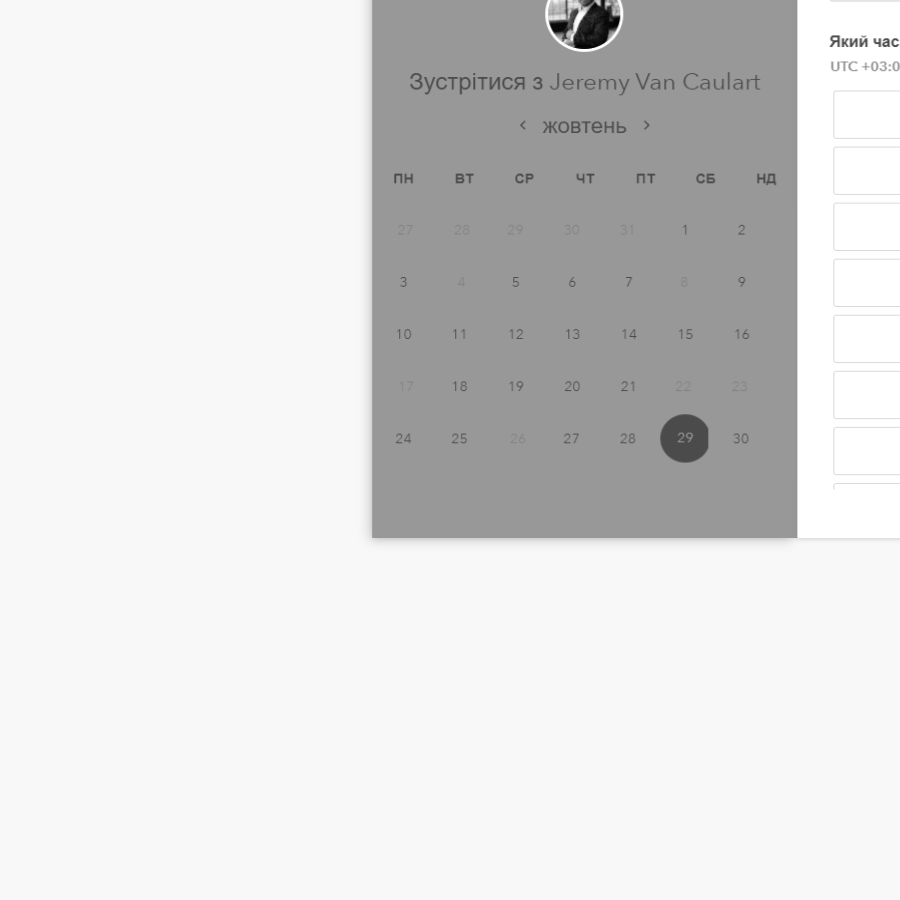 Зустрітися з Jeremy Van Caulart
жовтень
ПН ВТ СР ЧТ ПТ СБ НД
27 28 29 30 31 1 2
3 4 5 6 7 8 9
10 11 12 13 14 15 16
17 18 19 20 21 22 23
24 25 26 27 28 29 30
Який час
UTC +03:0